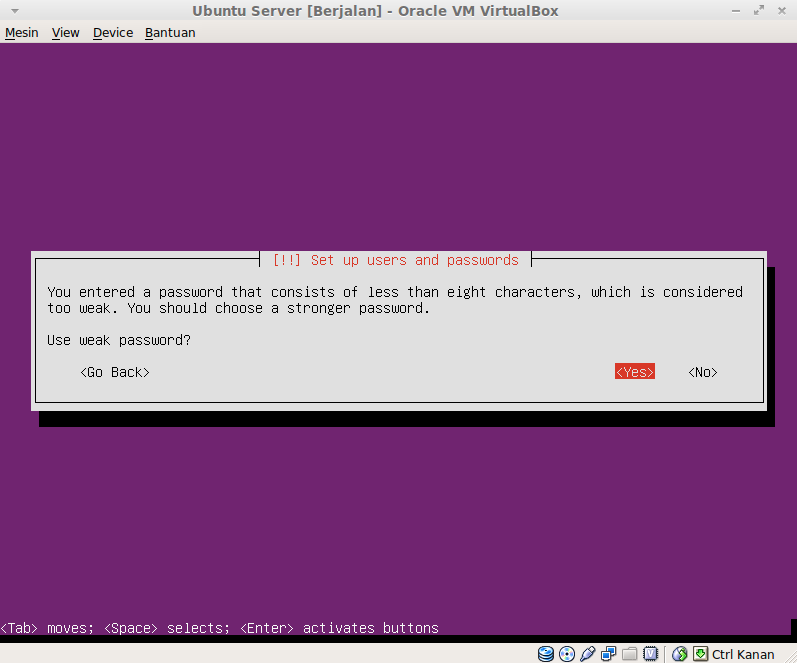 Ubuntu Server [Berjalan] - Oracle VM VirtualBox
Mesin View Device Bantuan
[!!] Set up users and passwords
You entered a password that consists of less than eight characters, which is considered
too weak. You should choose a stronger password.
Use weak password?
<Go Back> <Yes> <No>
<Tab> moves; <Space> selects; <Enter> activates buttons
Ctrl Kanan